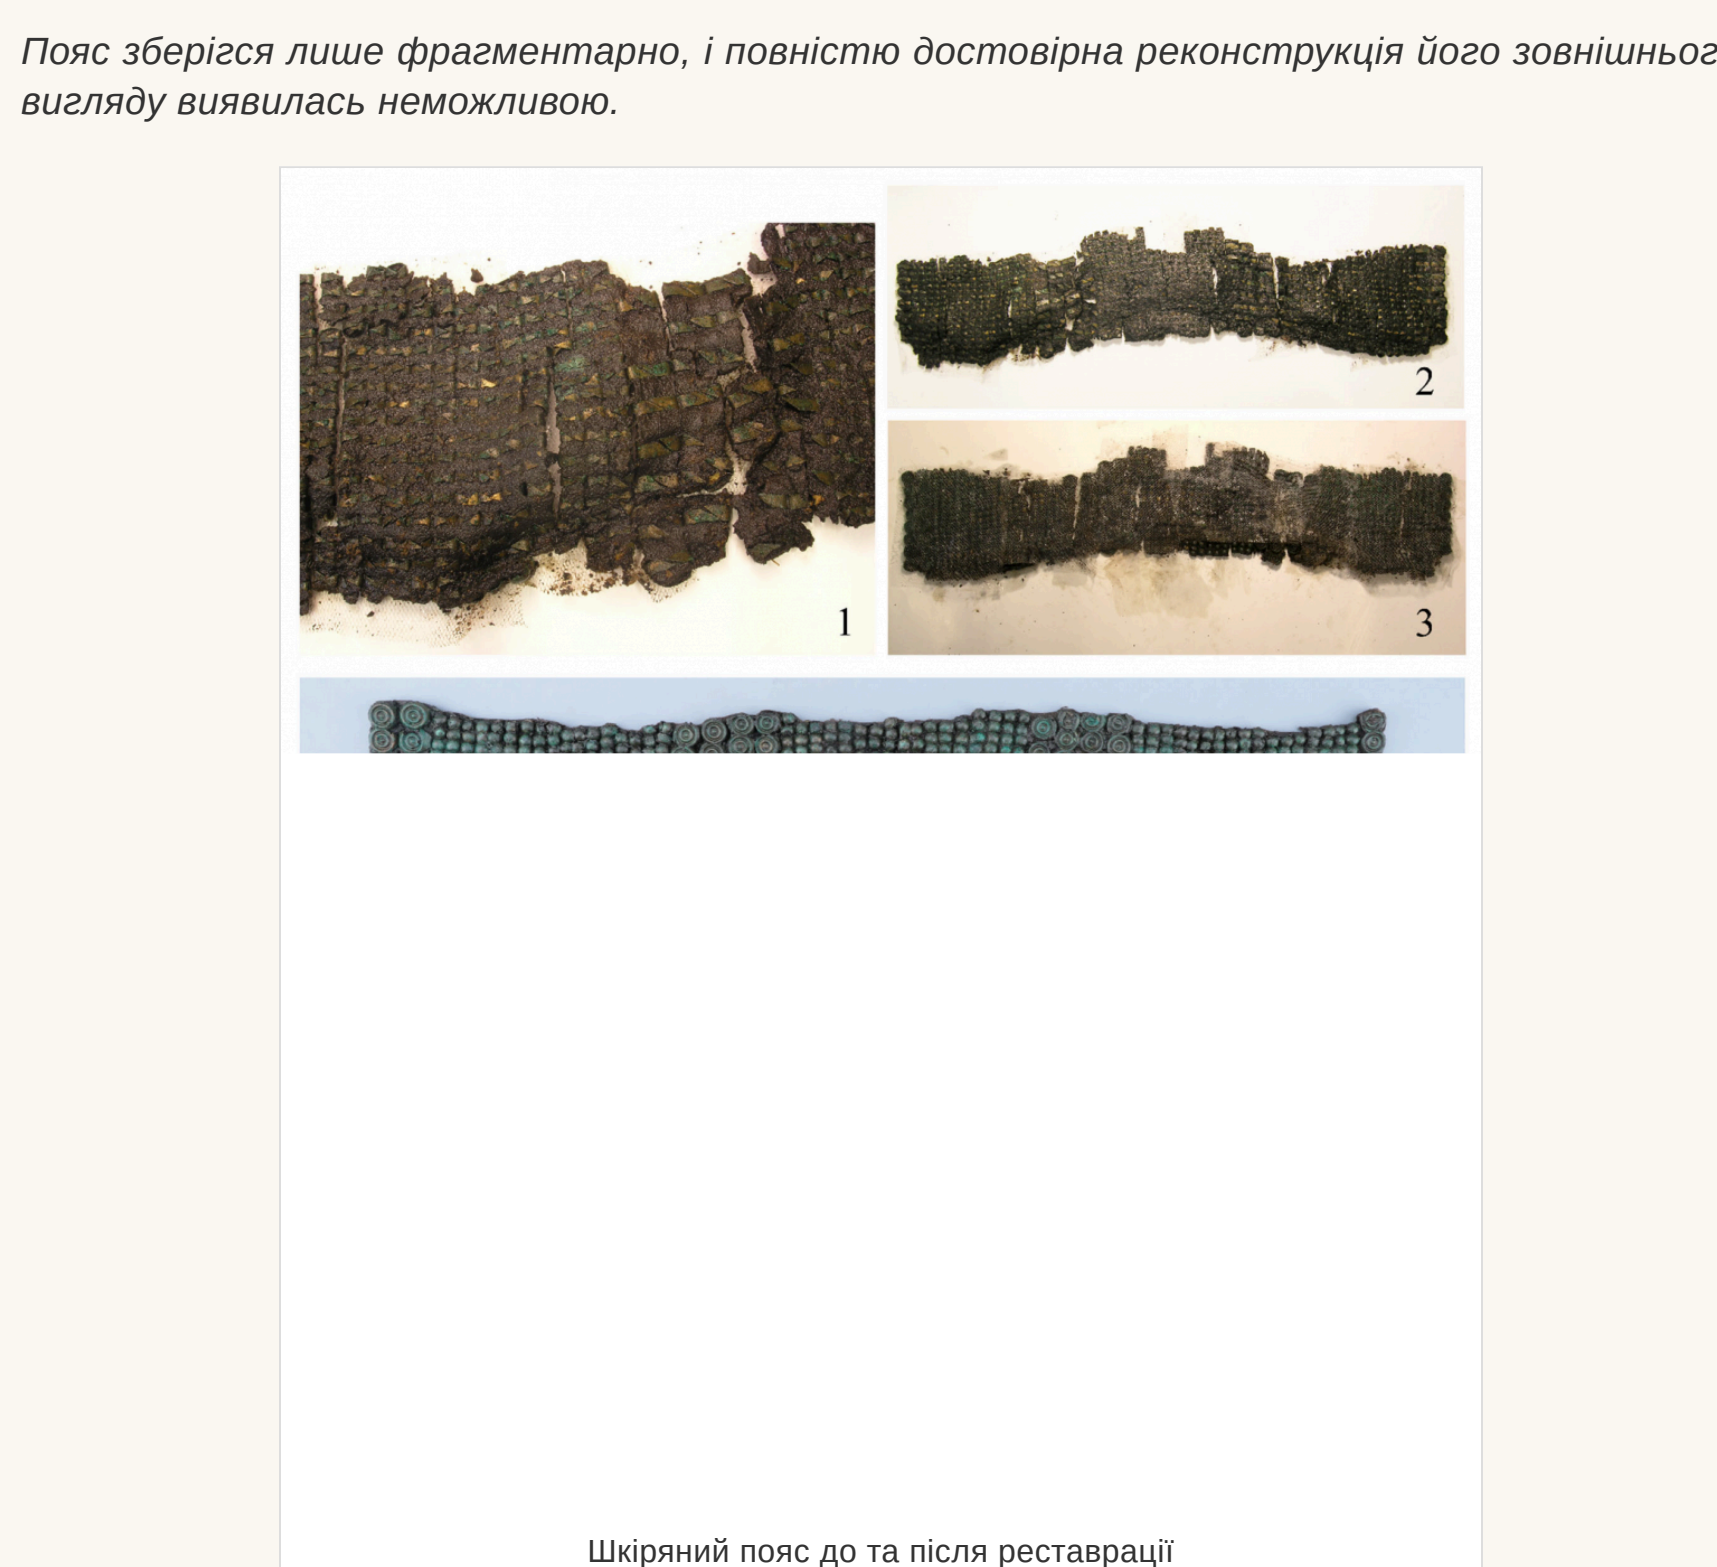 Пояс зберігся лише фрагментарно, і повністю достовірна реконструкція його зовнішньог
вигляду виявилась неможливою.
2
1
3
Шкіряний пояс до та після реставрації